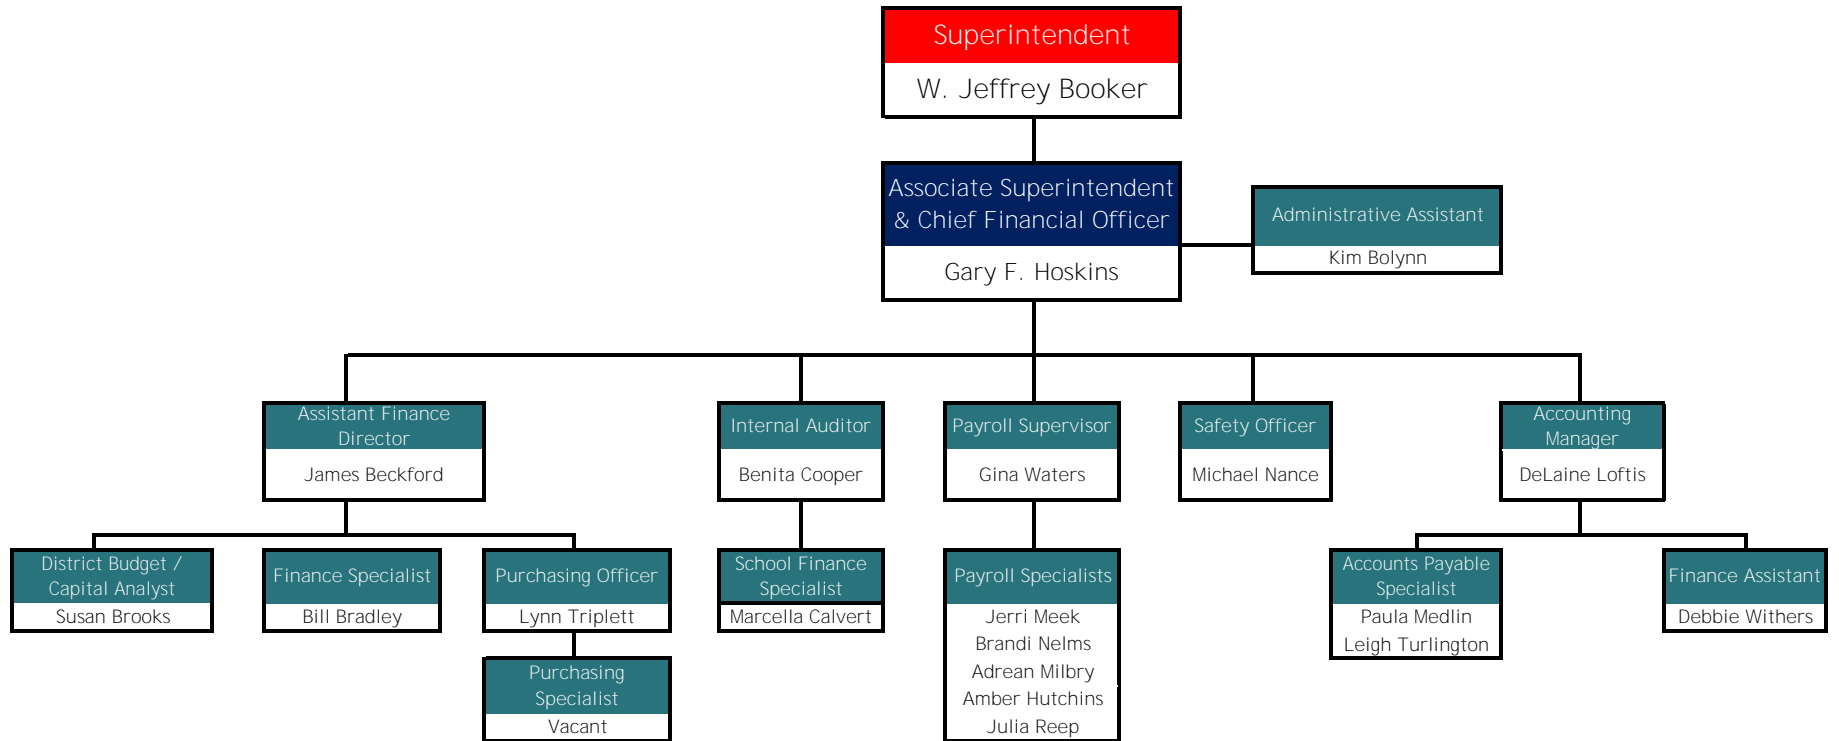 Superintendent
W. Jeffrey Booker
Associate Superintendent
& Chief Financial Officer
Gary F. Hoskins
Administrative Assistant
Kim Bolynn
Assistant Finance
Director
James Beckford
Internal Auditor
Benita Cooper
Payroll Supervisor
Gina Waters
Safety Officer
Michael Nance
Accounting
Manager
DeLaine Loftis
District Budget /
Capital Analyst
Susan Brooks
Finance Specialist
Bill Bradley
Purchasing Officer
Lynn Triplett
Purchasing
Specialist
Vacant
School Finance
Specialist
Marcella Calvert
Payroll Specialists
Jerri Meek
Brandi Nelms
Adrean Milbry
Amber Hutchins
Julia Reep
Accounts Payable
Specialist
Paula Medlin
Leigh Turlington
Finance Assistant
Debbie Withers